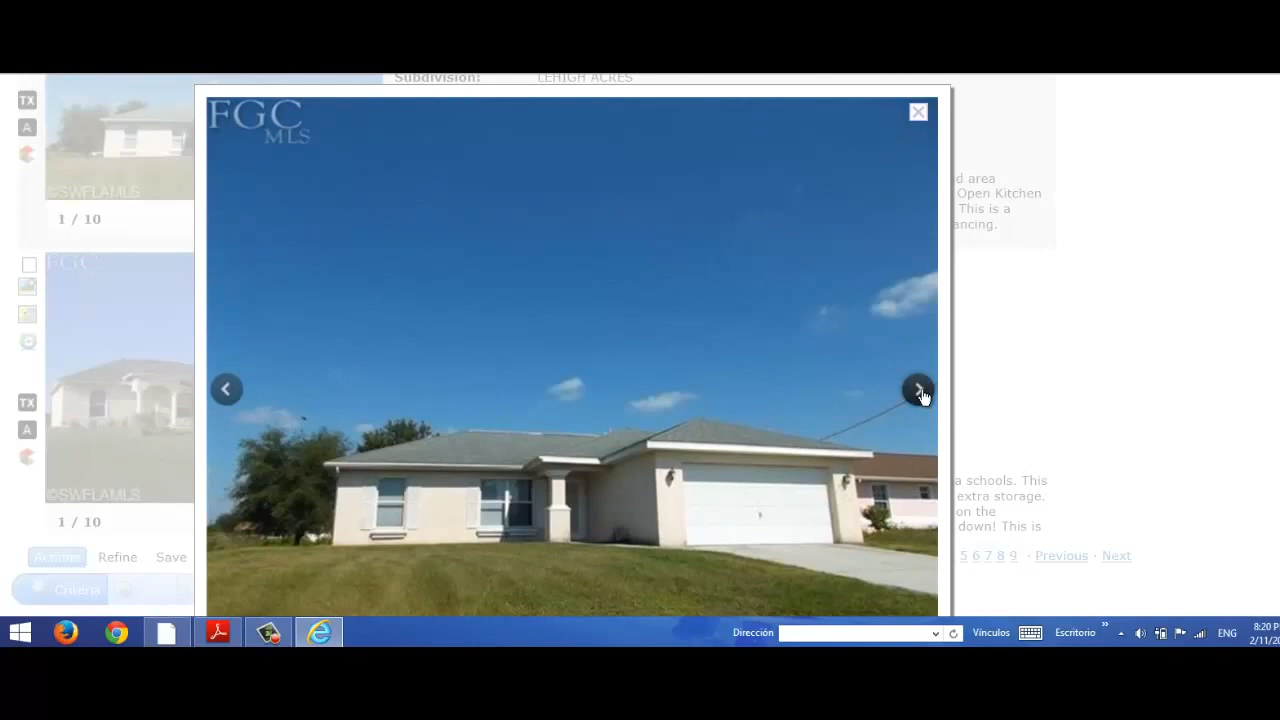 Subdivision: LEHIGH ACRES
FGC
MLS
TX
A
©SWFLAMLS
1 / 10
d area
Open Kitchen
This is a
ancing.
FGC
TX
A
©SWFLAMLS
1 / 10
a schools. This
extra storage.
on the
down! This is
5 6 7 8 9 · Previous · Next
Actions Refine Save
Criteria
Dirección
Vínculos
Escritorio
ENG
8:20 P
2/11/20